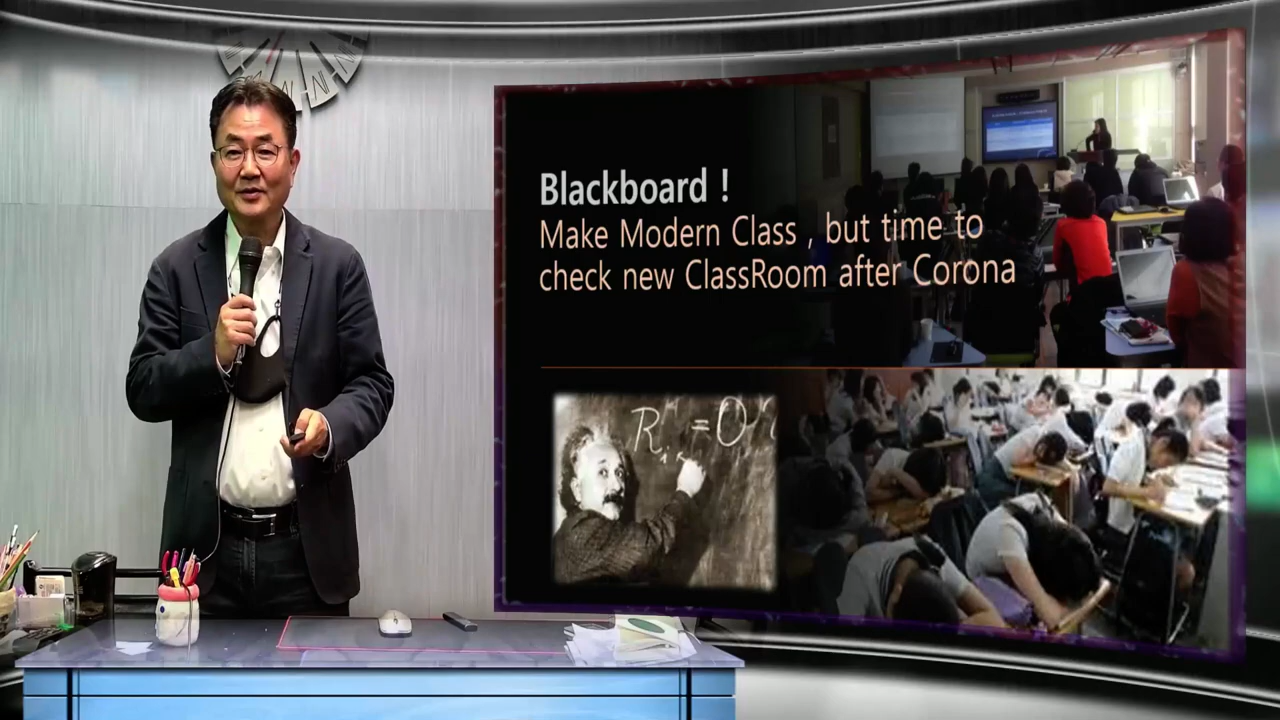 Blackboard !
Make Modern Class , but time to
check new ClassRoom after Corona